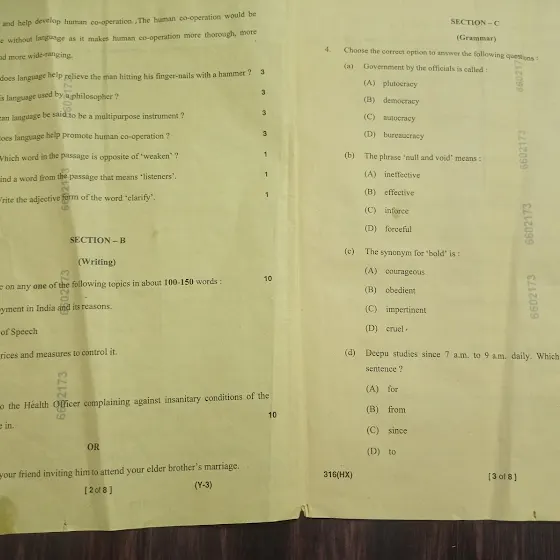 and help develop human co-operation ,The human co-operation would be
without language as it makes human co-operation more thorough, more
more wide-ranging.
does language help relieve the man hitting his finger-nails with a hammer ? 3
is language used by a philosopher ? 3
can language be said to be a multipurpose instrument ? 3
does language help promote human co-operation ? 3
Which word in the passage is opposite of 'weaken' ? 1
ind a word from the passage that means 'listeners'. 1
rite the adjective form of the word 'clarify'. 1
SECTION – B
(Writing)
on any one of the following topics in about 100-150 words : 10
yment in India and its reasons.
of Speech
rices and measures to control it.
o the Health Officer complaining against insanitary conditions of the
in. 10
OR
your friend inviting him to attend your elder brother's marriage.
[ 2 of 8 ] (Y-3)
6602173
6602173
6602173
SECTION – C
(Grammar)
4. Choose the correct option to answer the following questions :
(a) Government by the officials is called :
(A) plutocracy
(B) democracy
(C) autocracy
(D) bureaucracy
(b) The phrase 'null and void' means :
(A) ineffective
(B) effective
(C) inforce
(D) forceful
(c) The synonym for 'bold' is :
(A) courageous
(B) obedient
(C) impertinent
(D) cruel
(d) Deepu studies since 7 a.m. to 9 a.m. daily. Which
sentence ?
(A) for
(B) from
(C) since
(D) to
316(HX) [ 3 of 8 ]
6602173
6602173
6602173